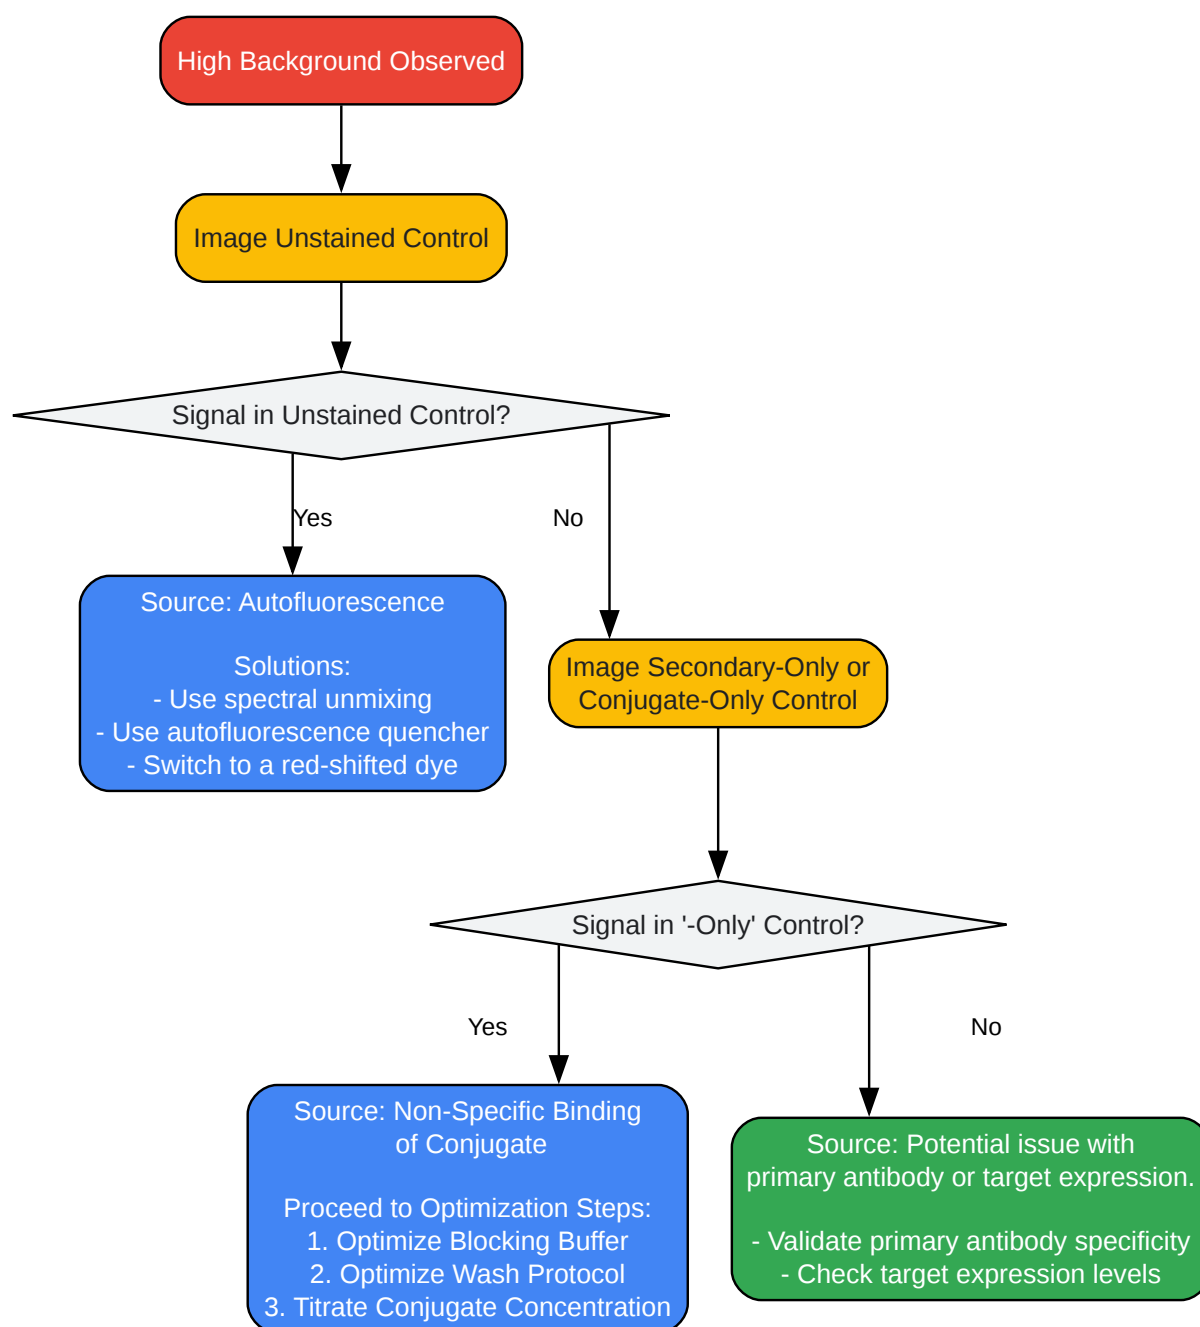 High Background Observed
Image Unstained Control
Signal in Unstained Control?
Yes
No
Source: Autofluorescence
Solutions:
- Use spectral unmixing
- Use autofluorescence quencher
- Switch to a red-shifted dye
Image Secondary-Only or
Conjugate-Only Control
Signal in '-Only' Control?
Yes
No
Source: Non-Specific Binding
of Conjugate
Proceed to Optimization Steps:
1. Optimize Blocking Buffer
2. Optimize Wash Protocol
3. Titrate Conjugate Concentration
Source: Potential issue with
primary antibody or target expression.
- Validate primary antibody specificity
- Check target expression levels